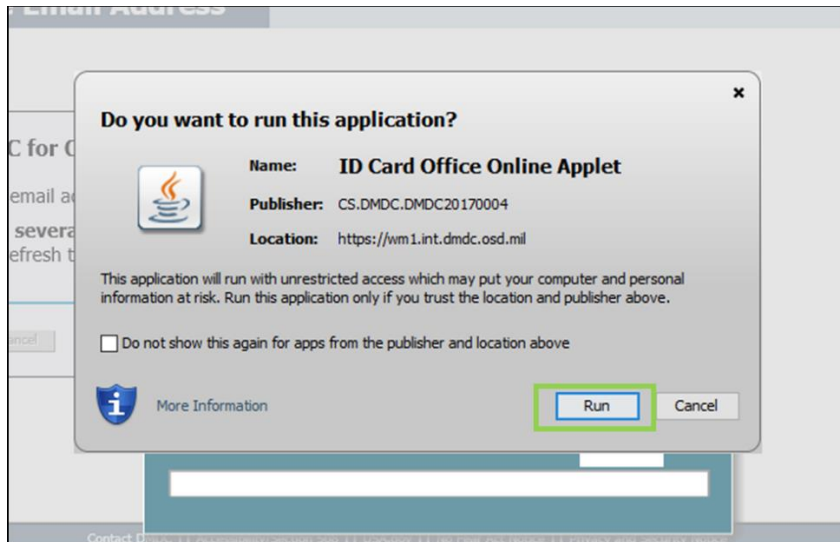 Email Address
Do you want to run this application?
Name: ID Card Office Online Applet
Publisher: CS.DMDC.DMDC20170004
Location: https://wm1.int.dmdc.osd.mil
This application will run with unrestricted access which may put your computer and personal
information at risk. Run this application only if you trust the location and publisher above.
Do not show this again for apps from the publisher and location above
More Information
Run
Cancel
C for
email
severa
efresh t
ancel